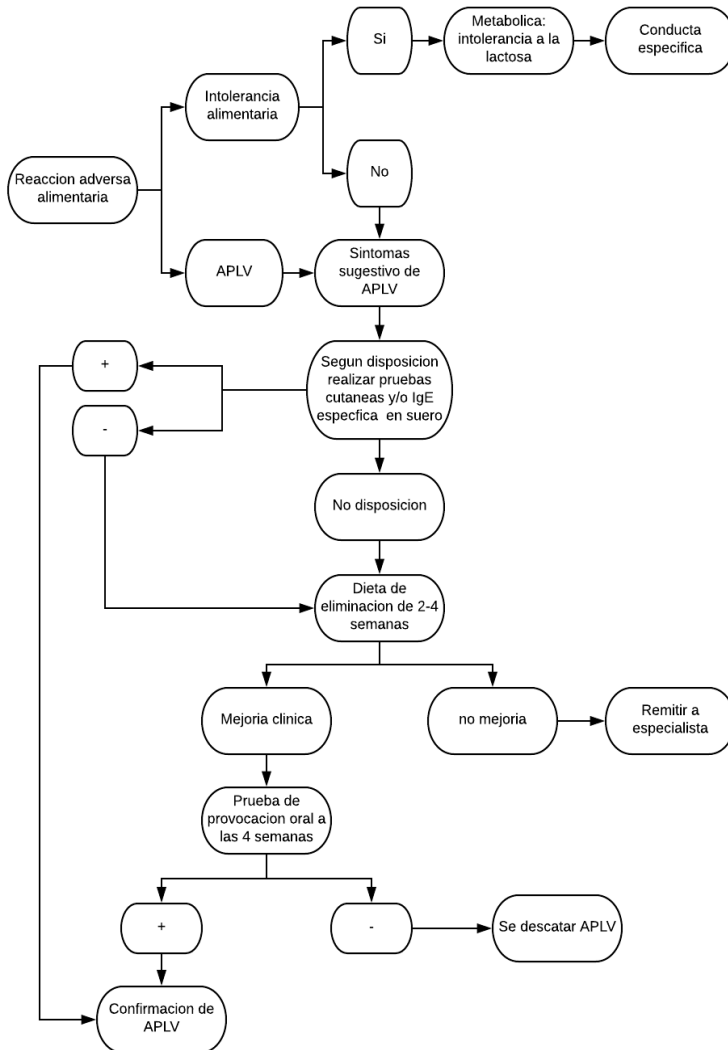 Si
Metabolica:
intolerancia a la
lactosa
Conducta
especifica
Intolerancia
alimentaria
Reaccion adversa
alimentaria
No
APLV
Sintomas
sugestivo de
APLV
+
-
Segun disposicion
realizar pruebas
cutaneas y/o IgE
especfica en suero
No disposicion
Dieta de
eliminacion de 2-4
semanas
Mejoria clinica
no mejoria
Remitir a
especialista
Prueba de
provocacion oral a
las 4 semanas
+
-
Se descatar APLV
Confirmacion de
APLV